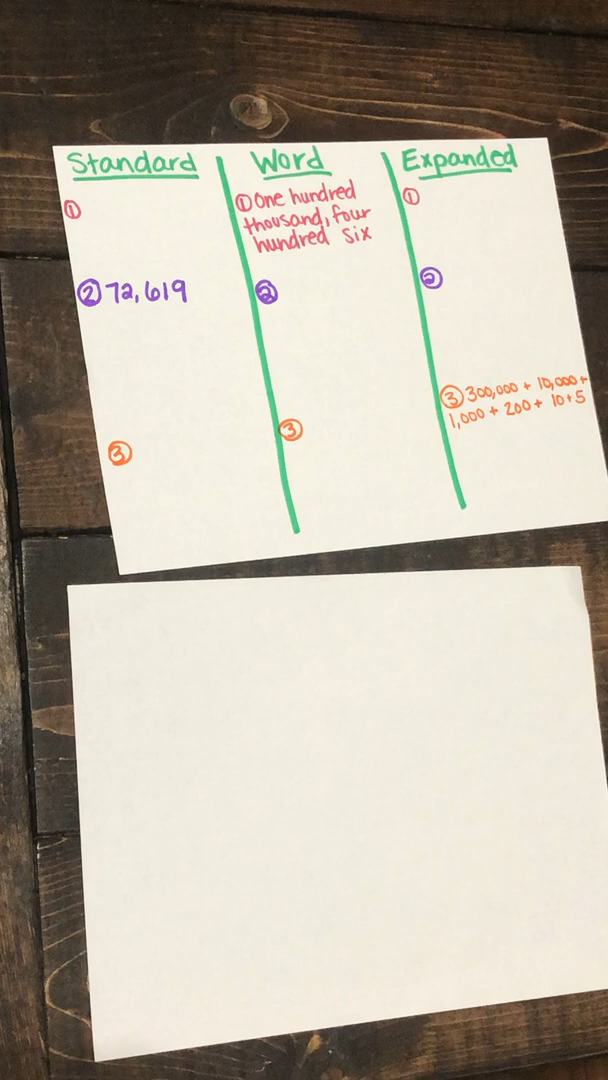 Standard
①
② 72,619
③
Word
① One hundred
thousand, four
hundred six
②
③
Expanded
①
②
③ 300,000 + 10,000 +
1,000 + 200 + 10 + 5